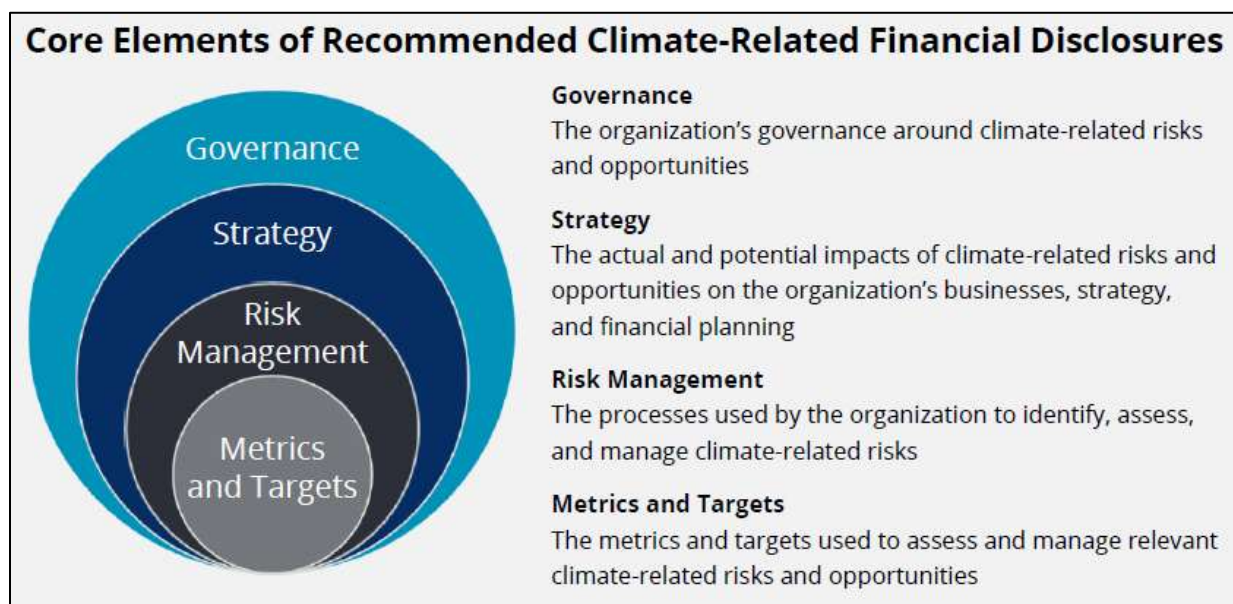 Core Elements of Recommended Climate-Related Financial Disclosures
Governance
Strategy
Risk
Management
Metrics
and Targets
Governance
The organization’s governance around climate-related risks
and opportunities
Strategy
The actual and potential impacts of climate-related risks and
opportunities on the organization’s businesses, strategy,
and financial planning
Risk Management
The processes used by the organization to identify, assess,
and manage climate-related risks
Metrics and Targets
The metrics and targets used to assess and manage relevant
climate-related risks and opportunities